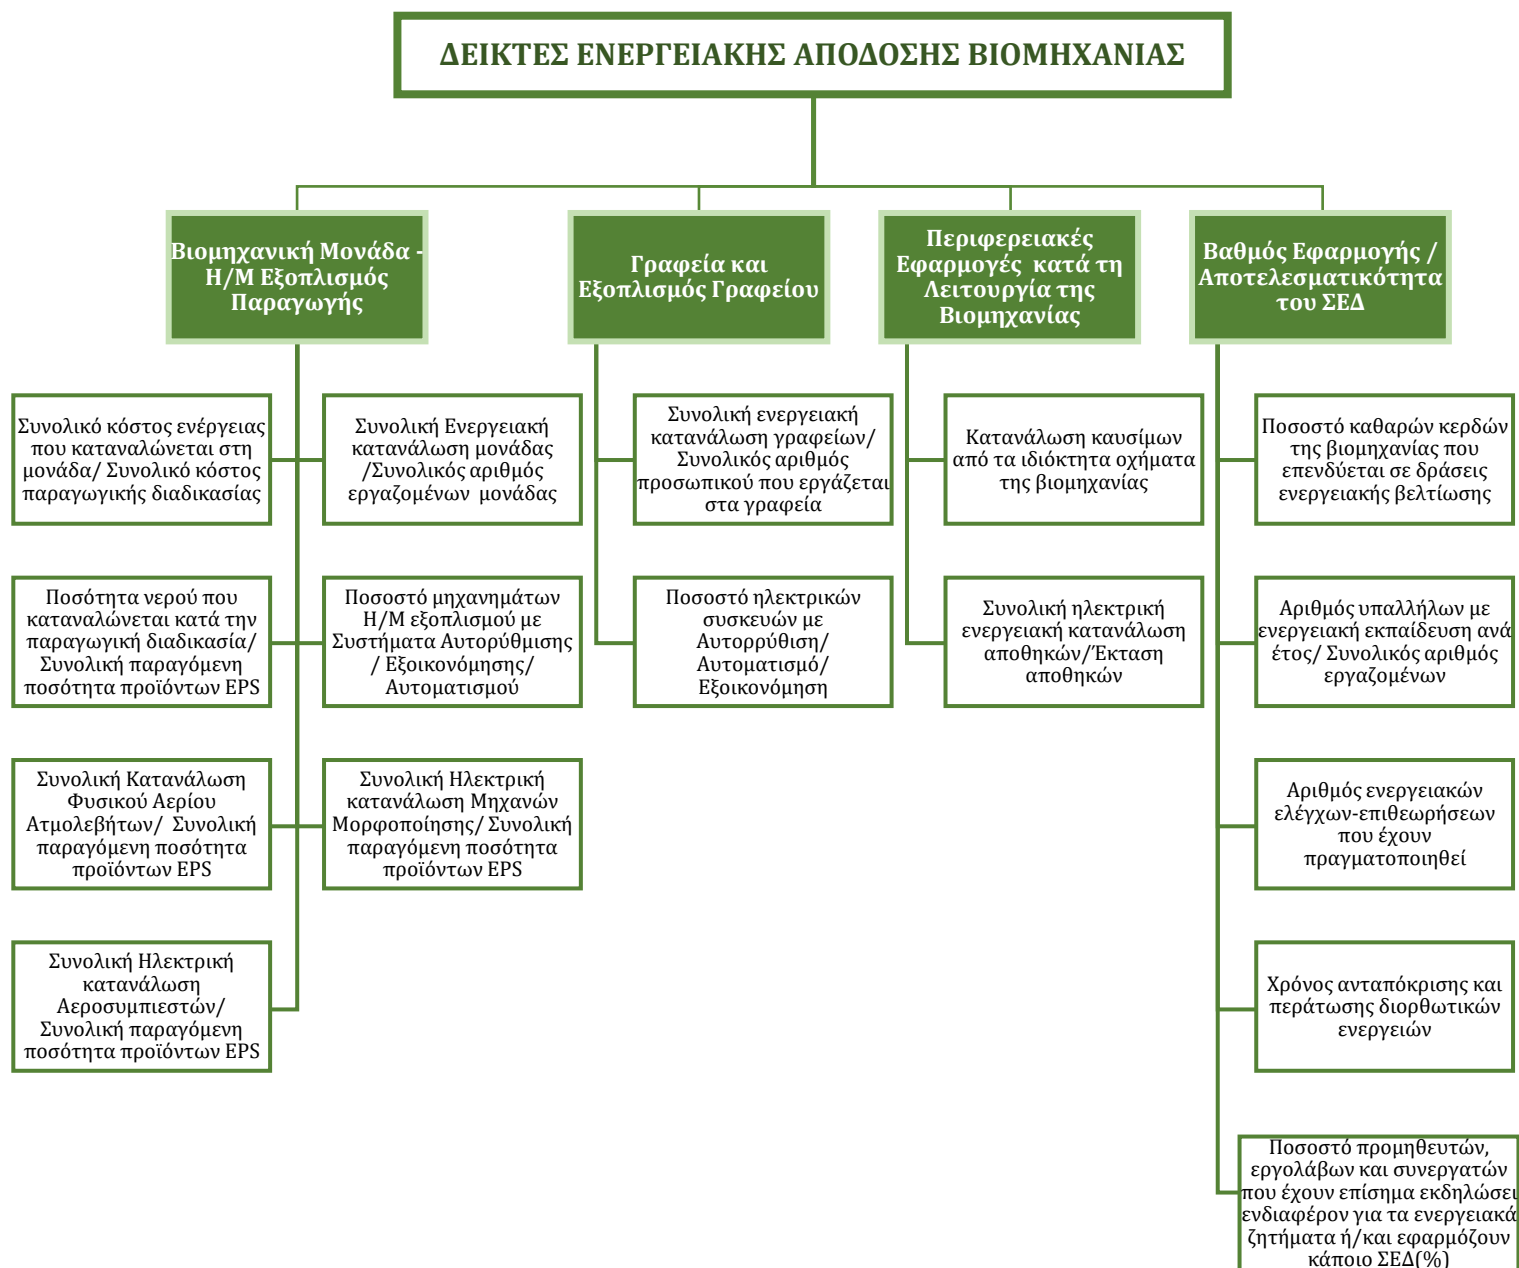 ΔΕΙΚΤΕΣ ΕΝΕΡΓΕΙΑΚΗΣ ΑΠΟΔΟΣΗΣ ΒΙΟΜΗΧΑΝΙΑΣ
Βιομηχανική Μονάδα -
Η/Μ Εξοπλισμός
Παραγωγής
Συνολικό κόστος ενέργειας
που καταναλώνεται στη
μονάδα/ Συνολικό κόστος
παραγωγικής διαδικασίας
Συνολική Ενεργειακή
κατανάλωση μονάδας
/Συνολικός αριθμός
εργαζομένων μονάδας
Ποσότητα νερού που
καταναλώνεται κατά την
παραγωγική διαδικασία/
Συνολική παραγόμενη
ποσότητα προϊόντων EPS
Ποσοστό μηχανημάτων
Η/Μ εξοπλισμού με
Συστήματα Αυτορύθμισης
/ Εξοικονόμησης/
Αυτοματισμού
Συνολική Κατανάλωση
Φυσικού Αερίου
Ατμολεβήτων/ Συνολική
παραγόμενη ποσότητα
προϊόντων EPS
Συνολική Ηλεκτρική
κατανάλωση Μηχανών
Μορφοποίησης/ Συνολική
παραγόμενη ποσότητα
προϊόντων EPS
Συνολική Ηλεκτρική
κατανάλωση
Αεροσυμπιεστών/
Συνολική παραγόμενη
ποσότητα προϊόντων EPS
Γραφεία και
Εξοπλισμός Γραφείου
Συνολική ενεργειακή
κατανάλωση γραφείων/
Συνολικός αριθμός
προσωπικού που εργάζεται
στα γραφεία
Ποσοστό ηλεκτρικών
συσκευών με
Αυτορρύθιση/
Αυτοματισμό/
Εξοικονόμηση
Περιφερειακές
Εφαρμογές κατά τη
Λειτουργία της
Βιομηχανίας
Κατανάλωση καυσίμων
από τα ιδιόκτητα οχήματα
της βιομηχανίας
Συνολική ηλεκτρική
ενεργειακή κατανάλωση
αποθηκών/Έκταση
αποθηκών
Βαθμός Εφαρμογής /
Αποτελεσματικότητα
του ΣΕΔ
Ποσοστό καθαρών κερδών
της βιομηχανίας που
επενδύεται σε δράσεις
ενεργειακής βελτίωσης
Αριθμός υπαλλήλων με
ενεργειακή εκπαίδευση ανά
έτος/ Συνολικός αριθμός
εργαζομένων
Αριθμός ενεργειακών
ελέγχων-επιθεωρήσεων
που έχουν
πραγματοποιηθεί
Χρόνος ανταπόκρισης και
περάτωσης διορθωτικών
ενεργειών
Ποσοστό προμηθευτών,
εργολάβων και συνεργατών
που έχουν επίσημα εκδηλώσει
ενδιαφέρον για τα ενεργειακά
ζητήματα ή/και εφαρμόζουν
κάποιο ΣΕΔ(%)